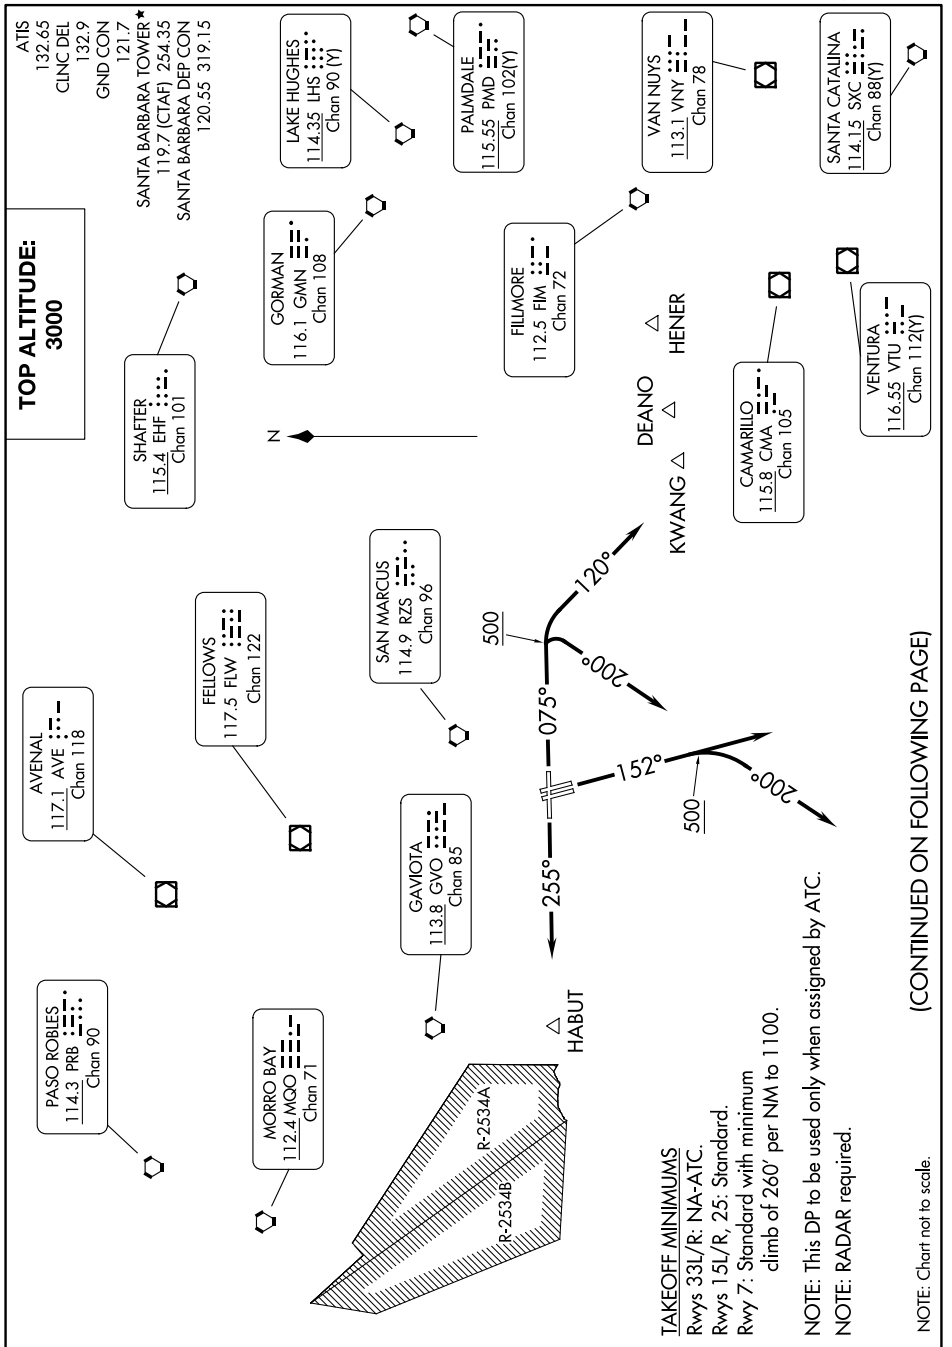 TOP ALTITUDE:
3000
ATIS
132.65
CLNC DEL
132.9
GND CON
121.7
SANTA BARBARA TOWER★
119.7 (CTAF) 254.35
SANTA BARBARA DEP CON
120.55 319.15
PASO ROBLES
114.3 PRB
Chan 90
AVENAL
117.1 AVE
Chan 118
SHAFTER
115.4 EHF
Chan 101
FELLOWS
117.5 FLW
Chan 122
MORRO BAY
112.4 MQO
Chan 71
GORMAN
116.1 GMN
Chan 108
LAKE HUGHES
114.35 LHS
Chan 90 (Y)
N
SAN MARCUS
114.9 RZS
Chan 96
GAVIOTA
113.8 GVO
Chan 85
PALMDALE
115.55 PMD
Chan 102(Y)
FILLMORE
112.5 FIM
Chan 72
R-2534A
R-2534B
HABUT
255°
075°
500
120°
200°
152°
500
200°
KWANG
DEANO
HENER
VAN NUYS
113.1 VNY
Chan 78
CAMARILLO
115.8 CMA
Chan 105
SANTA CATALINA
114.15 SXC
Chan 88(Y)
VENTURA
116.55 VTU
Chan 112(Y)
TAKEOFF MINIMUMS
Rwys 33L/R: NA-ATC.
Rwys 15L/R, 25: Standard.
Rwy 7: Standard with minimum
climb of 260' per NM to 1100.
NOTE: This DP to be used only when assigned by ATC.
NOTE: RADAR required.
NOTE: Chart not to scale.
(CONTINUED ON FOLLOWING PAGE)